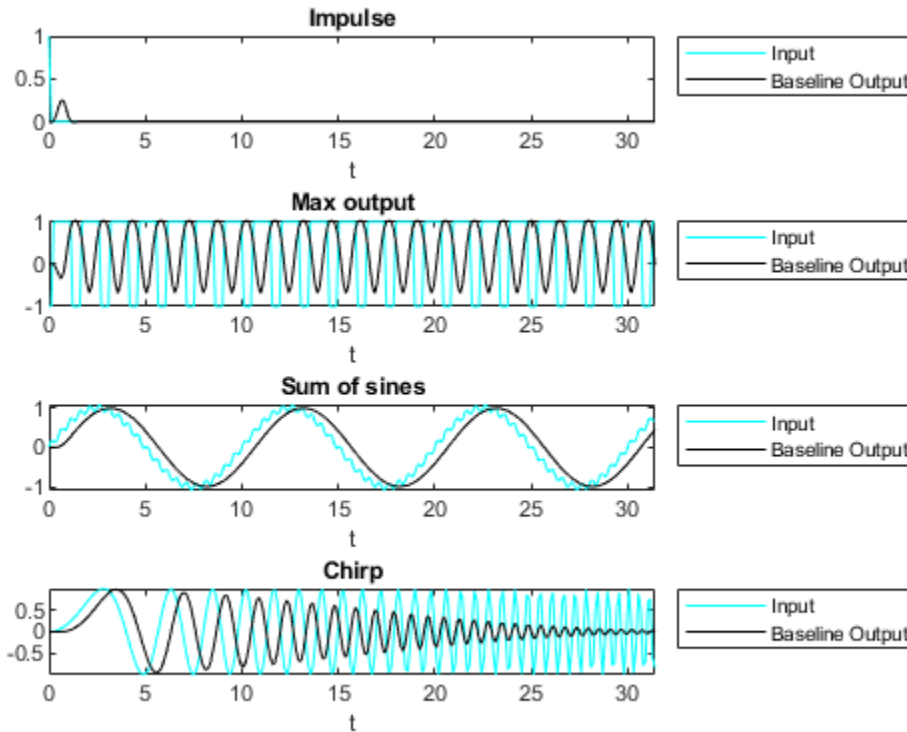 Impulse
1
0.5
0
0 5 10 15 20 25 30
t
Input
Baseline Output
Max output
1
0
-1
0 5 10 15 20 25 30
t
Input
Baseline Output
Sum of sines
1
0
-1
0 5 10 15 20 25 30
t
Input
Baseline Output
Chirp
0.5
0
-0.5
0 5 10 15 20 25 30
t
Input
Baseline Output